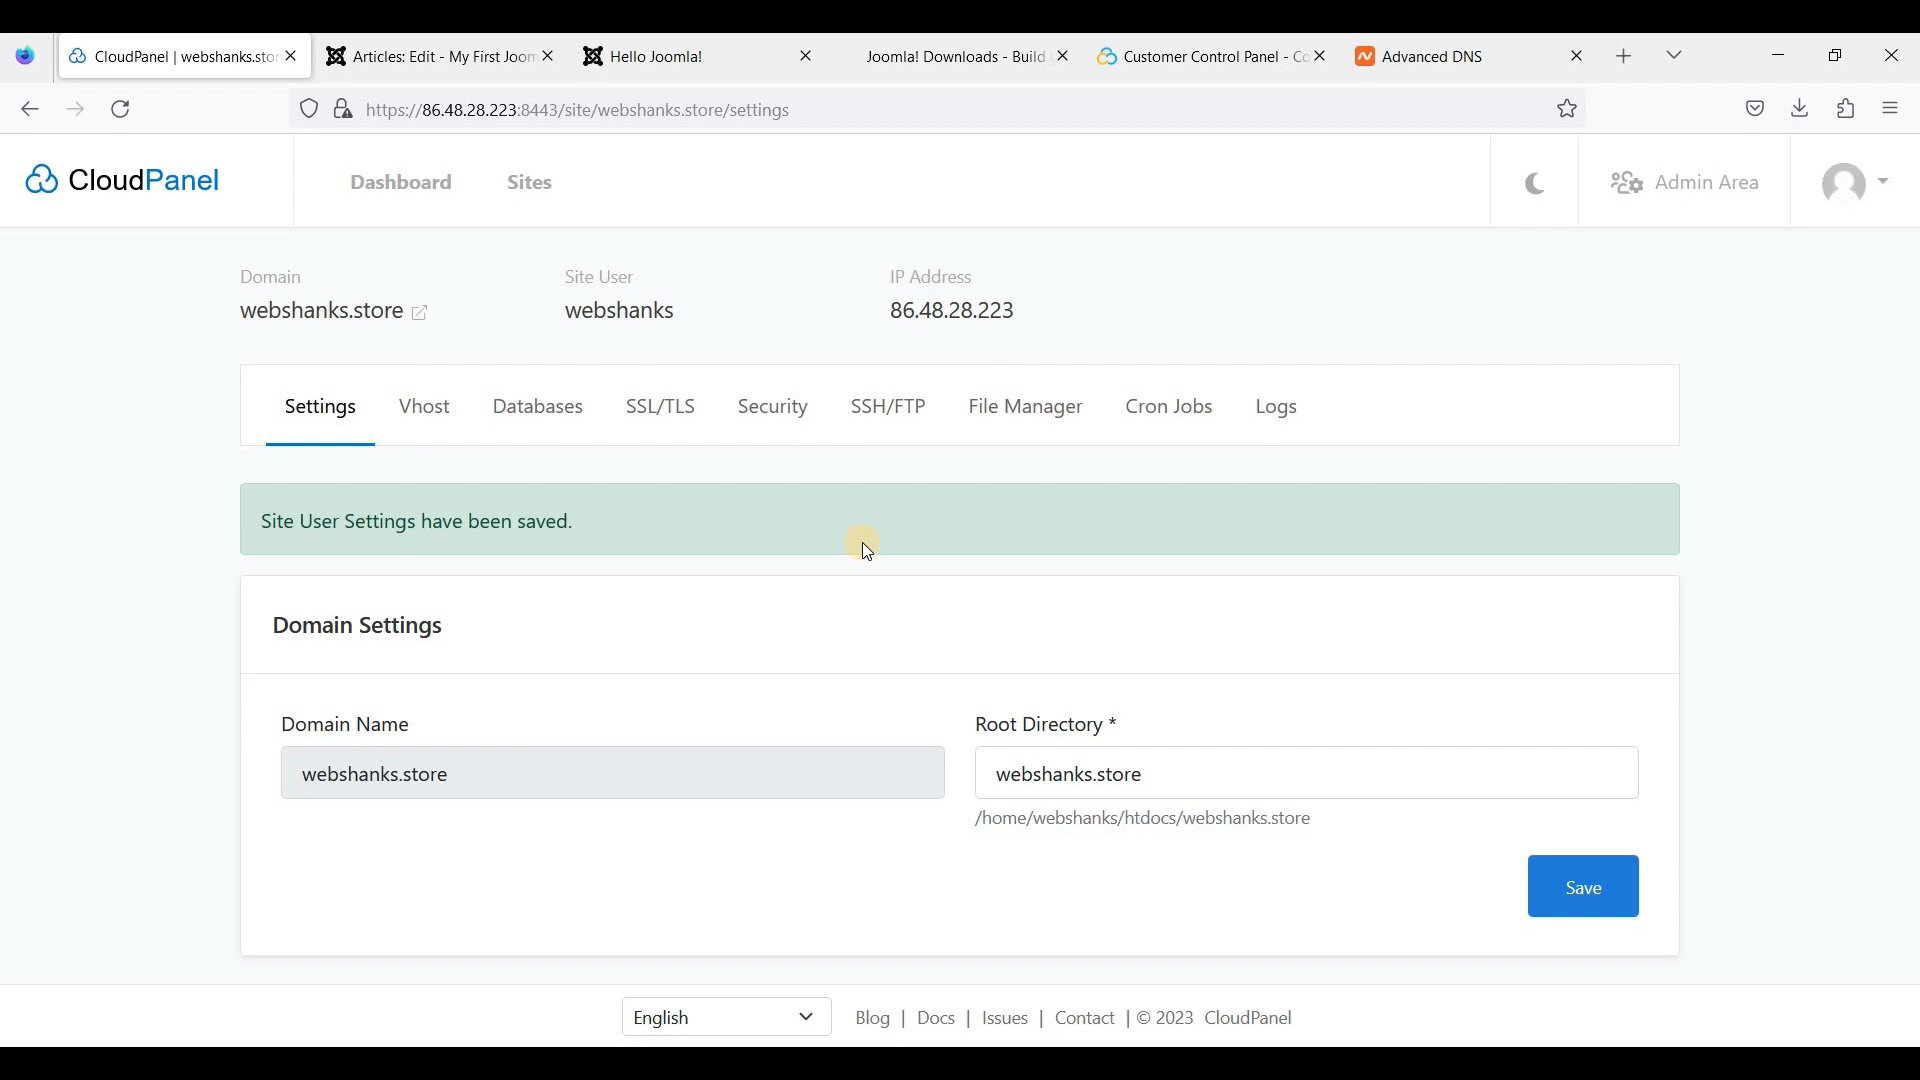 CloudPanel | webshanks.stor
Articles: Edit - My First Joom
Hello Joomla!
Joomla! Downloads - Build
Customer Control Panel - Co
Advanced DNS
https://86.48.28.223:8443/site/webshanks.store/settings
CloudPanel
Dashboard
Sites
Admin Area
Domain
Site User
IP Address
webshanks.store
webshanks
86.48.28.223
Settings
Vhost
Databases
SSL/TLS
Security
SSH/FTP
File Manager
Cron Jobs
Logs
Site User Settings have been saved.
Domain Settings
Domain Name
Root Directory *
webshanks.store
webshanks.store
/home/webshanks/htdocs/webshanks.store
Save
English
Blog | Docs | Issues | Contact | © 2023 CloudPanel